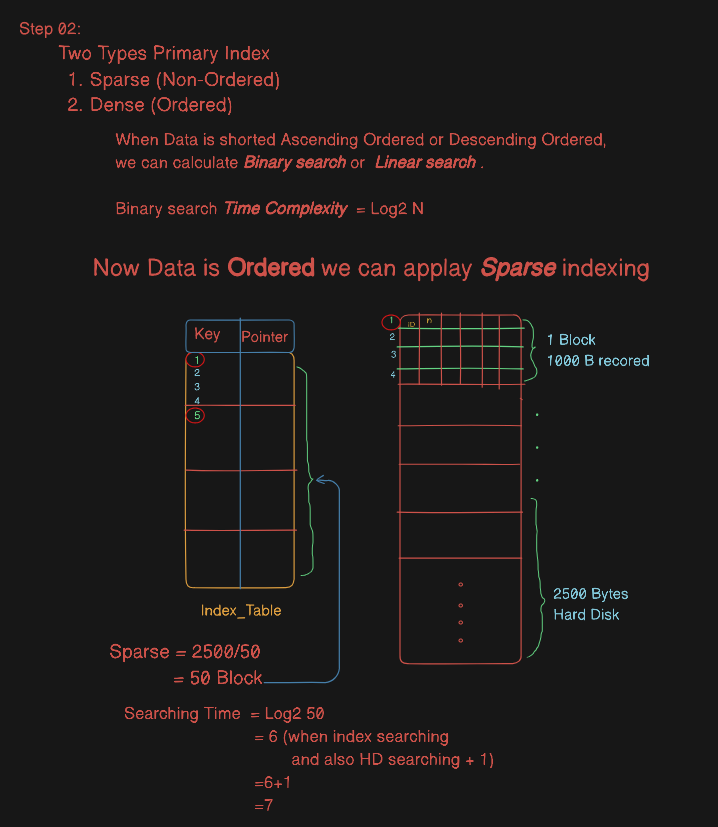 Step 02:
Two Types Primary Index
1. Sparse (Non-Ordered)
2. Dense (Ordered)
When Data is shorted Ascending Ordered or Descending Ordered,
we can calculate Binary search or Linear search .
Binary search Time Complexity = Log2 N
Now Data is Ordered we can applay Sparse indexing
Key Pointer
1
2
3
4
5
Index_Table
1 ID n
2
3
4
1 Block
1000 B recored
2500 Bytes
Hard Disk
Sparse = 2500/50
= 50 Block
Searching Time = Log2 50
= 6 (when index searching
and also HD searching + 1)
=6+1
=7